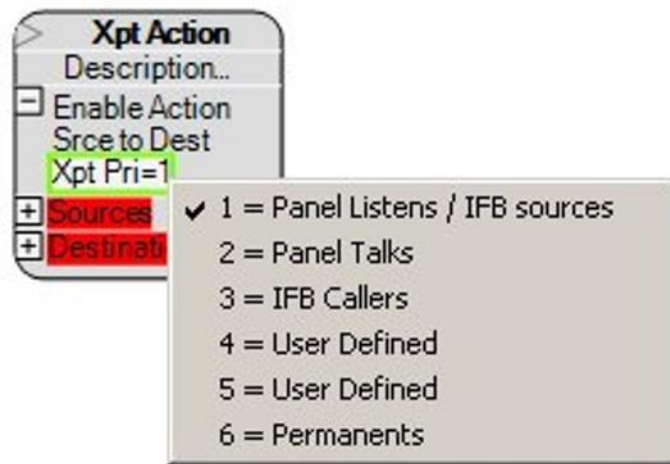 Xpt Action
Description...
Enable Action
Srce to Dest
Xpt Pri=1
Sources
Destinati
✔ 1 = Panel Listens / IFB sources
2 = Panel Talks
3 = IFB Callers
4 = User Defined
5 = User Defined
6 = Permanents